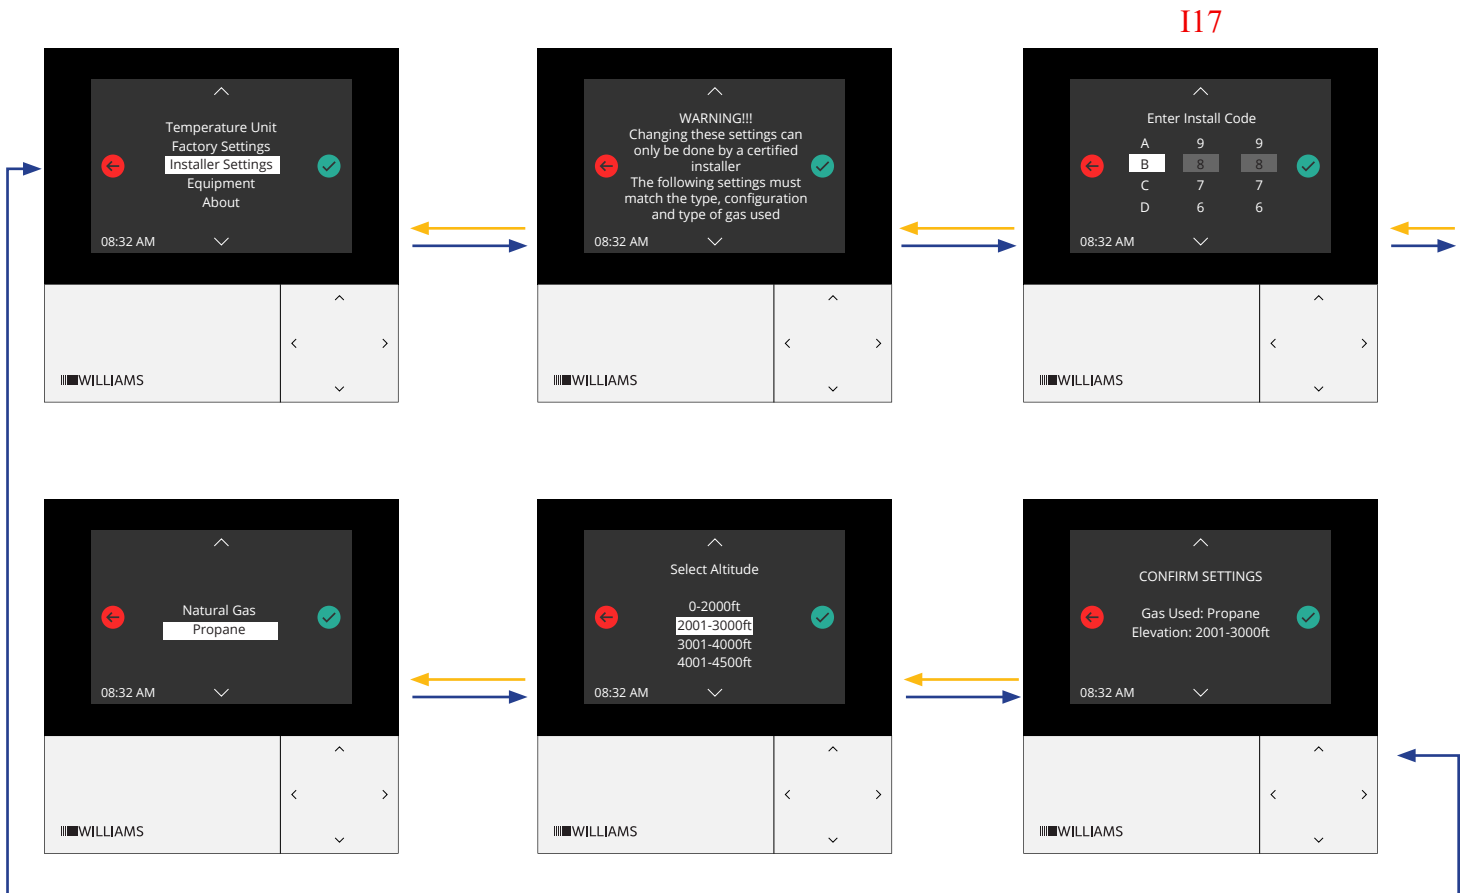 I17
Temperature Unit
Factory Settings
Installer Settings
Equipment
About
08:32 AM
WILLIAMS
WARNING!!!
Changing these settings can
only be done by a certified
installer
The following settings must
match the type, configuration
and type of gas used
08:32 AM
WILLIAMS
Enter Install Code
A 9 9
B 8 8
C 7 7
D 6 6
08:32 AM
WILLIAMS
Natural Gas
Propane
08:32 AM
WILLIAMS
Select Altitude
0-2000ft
2001-3000ft
3001-4000ft
4001-4500ft
08:32 AM
WILLIAMS
CONFIRM SETTINGS
Gas Used: Propane
Elevation: 2001-3000ft
08:32 AM
WILLIAMS